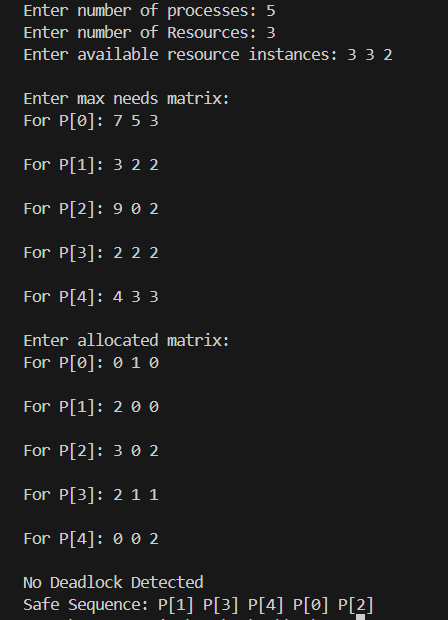 Enter number of processes: 5
Enter number of Resources: 3
Enter available resource instances: 3 3 2
Enter max needs matrix:
For P[0]: 7 5 3
For P[1]: 3 2 2
For P[2]: 9 0 2
For P[3]: 2 2 2
For P[4]: 4 3 3
Enter allocated matrix:
For P[0]: 0 1 0
For P[1]: 2 0 0
For P[2]: 3 0 2
For P[3]: 2 1 1
For P[4]: 0 0 2
No Deadlock Detected
Safe Sequence: P[1] P[3] P[4] P[0] P[2]